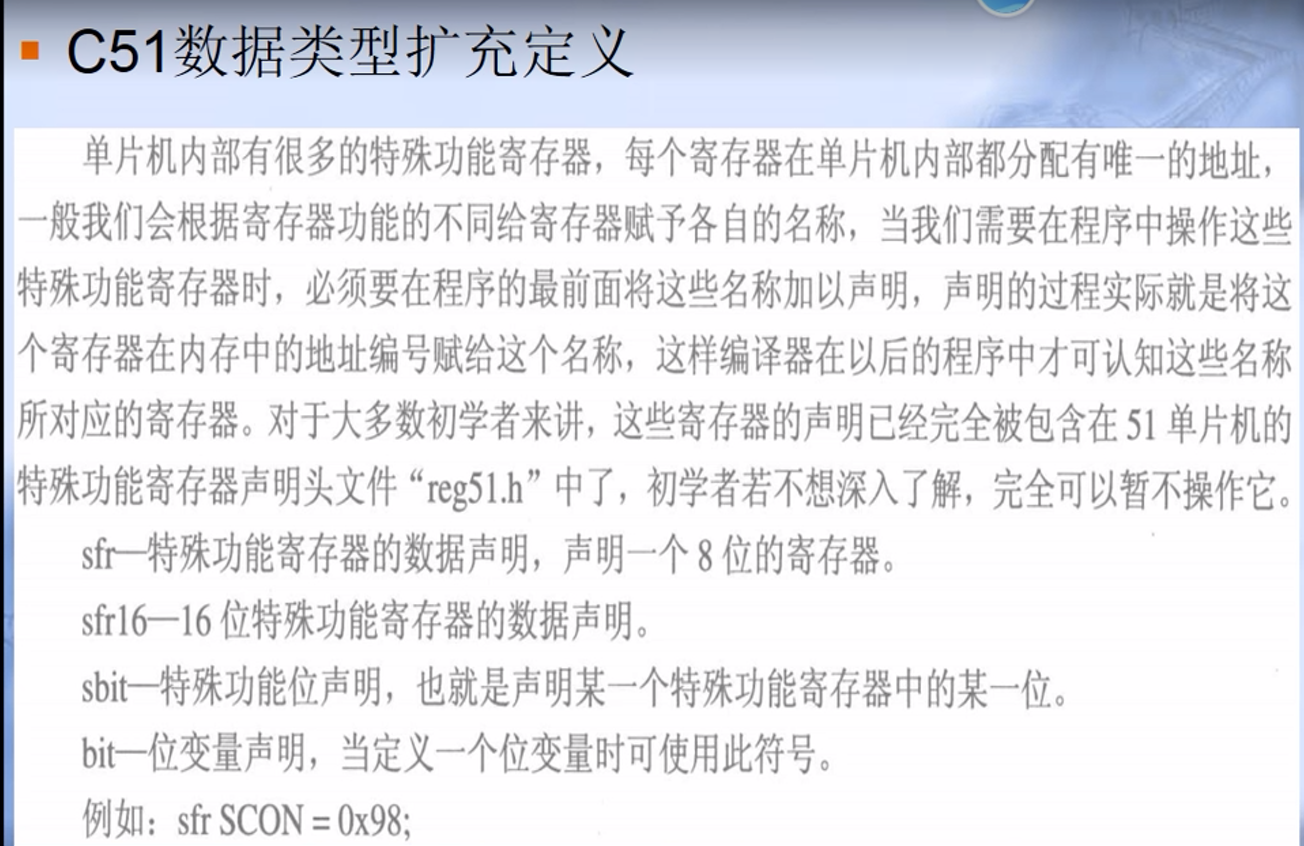 C51数据类型扩充定义
单片机内部有很多的特殊功能寄存器，每个寄存器在单片机内部都分配有唯一的地址，
一般我们会根据寄存器功能的不同给寄存器赋予各自的名称，当我们需要在程序中操作这些
特殊功能寄存器时，必须要在程序的最前面将这些名称加以声明，声明的过程实际就是将这
个寄存器在内存中的地址编号赋给这个名称，这样编译器在以后的程序中才可认知这些名称
所对应的寄存器。对于大多数初学者来讲，这些寄存器的声明已经完全被包含在 51 单片机的
特殊功能寄存器声明头文件“reg51.h”中了，初学者若不想深入了解，完全可以暂不操作它。
sfr—特殊功能寄存器的数据声明，声明一个 8 位的寄存器。
sfr16—16 位特殊功能寄存器的数据声明。
sbit—特殊功能位声明，也就是声明某一个特殊功能寄存器中的某一位。
bit—位变量声明，当定义一个位变量时可使用此符号。
例如：sfr SCON = 0x98;